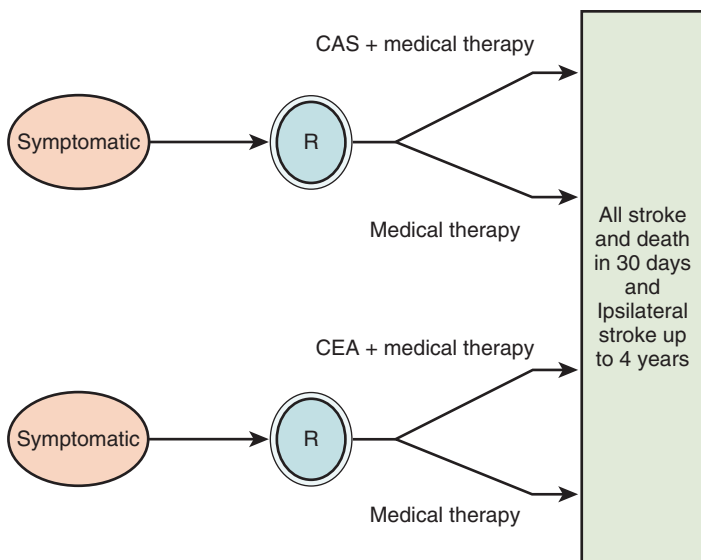 CAS + medical therapy
Symptomatic
R
Medical therapy
CEA + medical therapy
Symptomatic
R
Medical therapy
All stroke
and death
in 30 days
and
Ipsilateral
stroke up
to 4 years